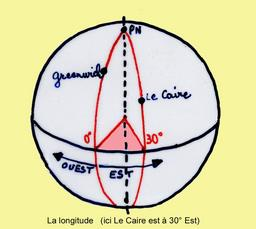 PN
Greenwich
Le Caire
0°
30°
OUEST
EST
La longitude (ici Le Caire est à 30° Est)